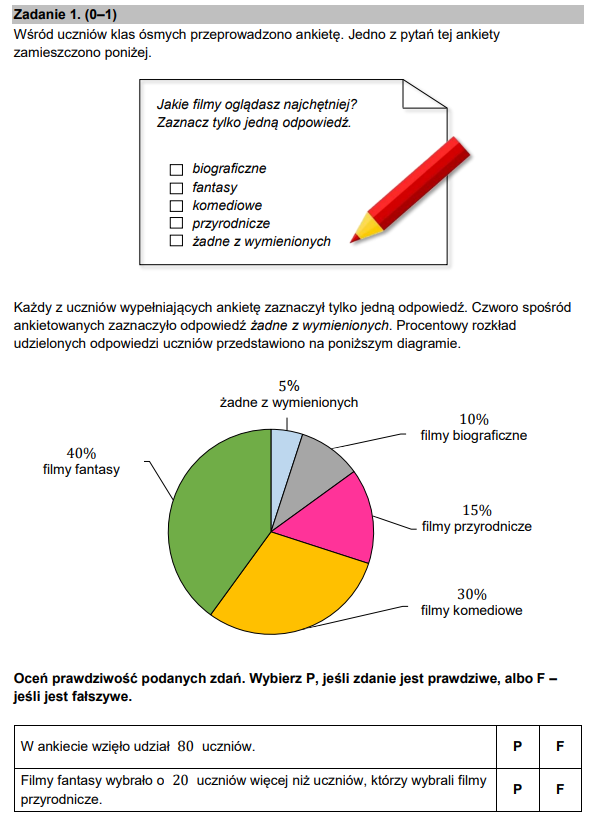 Zadanie 1. (0–1)
Wśród uczniów klas ósmych przeprowadzono ankietę. Jedno z pytań tej ankiety
zamieszczono poniżej.
Jakie filmy oglądasz najchętniej?
Zaznacz tylko jedną odpowiedź.
biograficzne
fantasy
komediowe
przyrodnicze
żadne z wymienionych
Każdy z uczniów wypełniających ankietę zaznaczył tylko jedną odpowiedź. Czworo spośród
ankietowanych zaznaczyło odpowiedź żadne z wymienionych. Procentowy rozkład
udzielonych odpowiedzi uczniów przedstawiono na poniższym diagramie.
5%
żadne z wymienionych
10%
filmy biograficzne
40%
filmy fantasy
15%
filmy przyrodnicze
30%
filmy komediowe
Oceń prawdziwość podanych zdań. Wybierz P, jeśli zdanie jest prawdziwe, albo F –
jeśli jest fałszywe.
W ankiecie wzięło udział 80 uczniów. P F
Filmy fantasy wybrało o 20 uczniów więcej niż uczniów, którzy wybrali filmy
przyrodnicze. P F